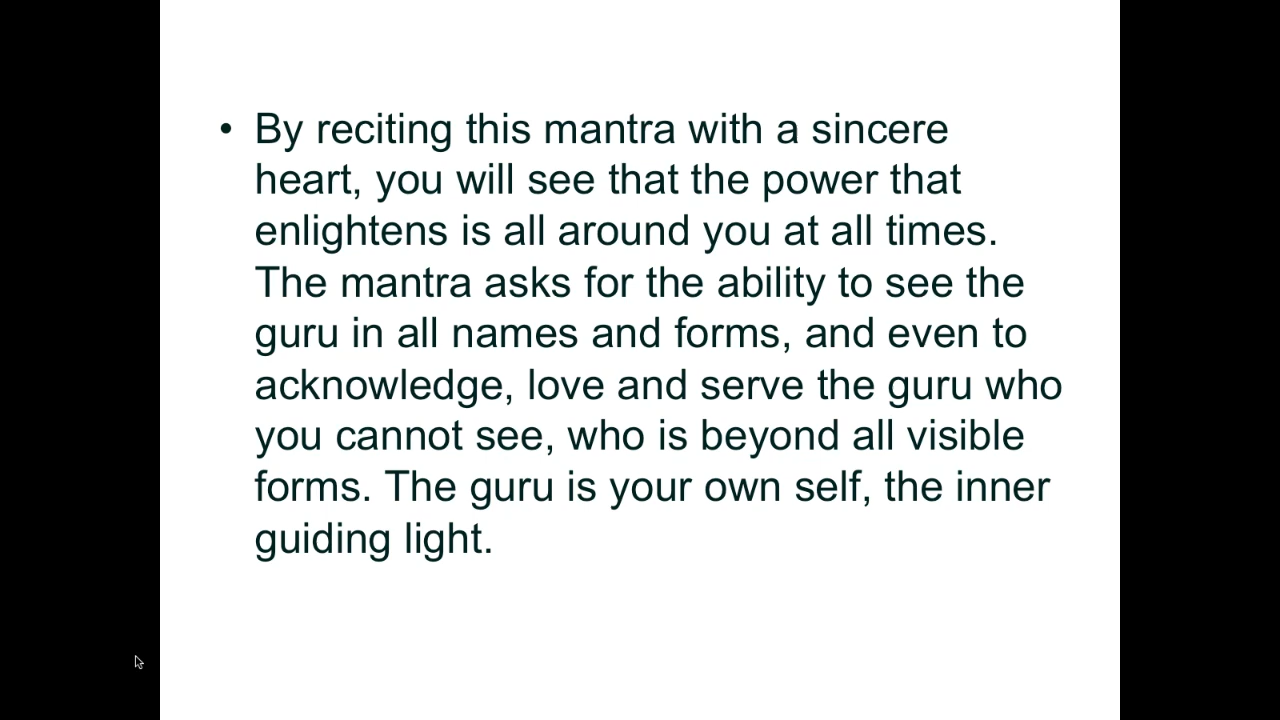 • By reciting this mantra with a sincere
heart, you will see that the power that
enlightens is all around you at all times.
The mantra asks for the ability to see the
guru in all names and forms, and even to
acknowledge, love and serve the guru who
you cannot see, who is beyond all visible
forms. The guru is your own self, the inner
guiding light.